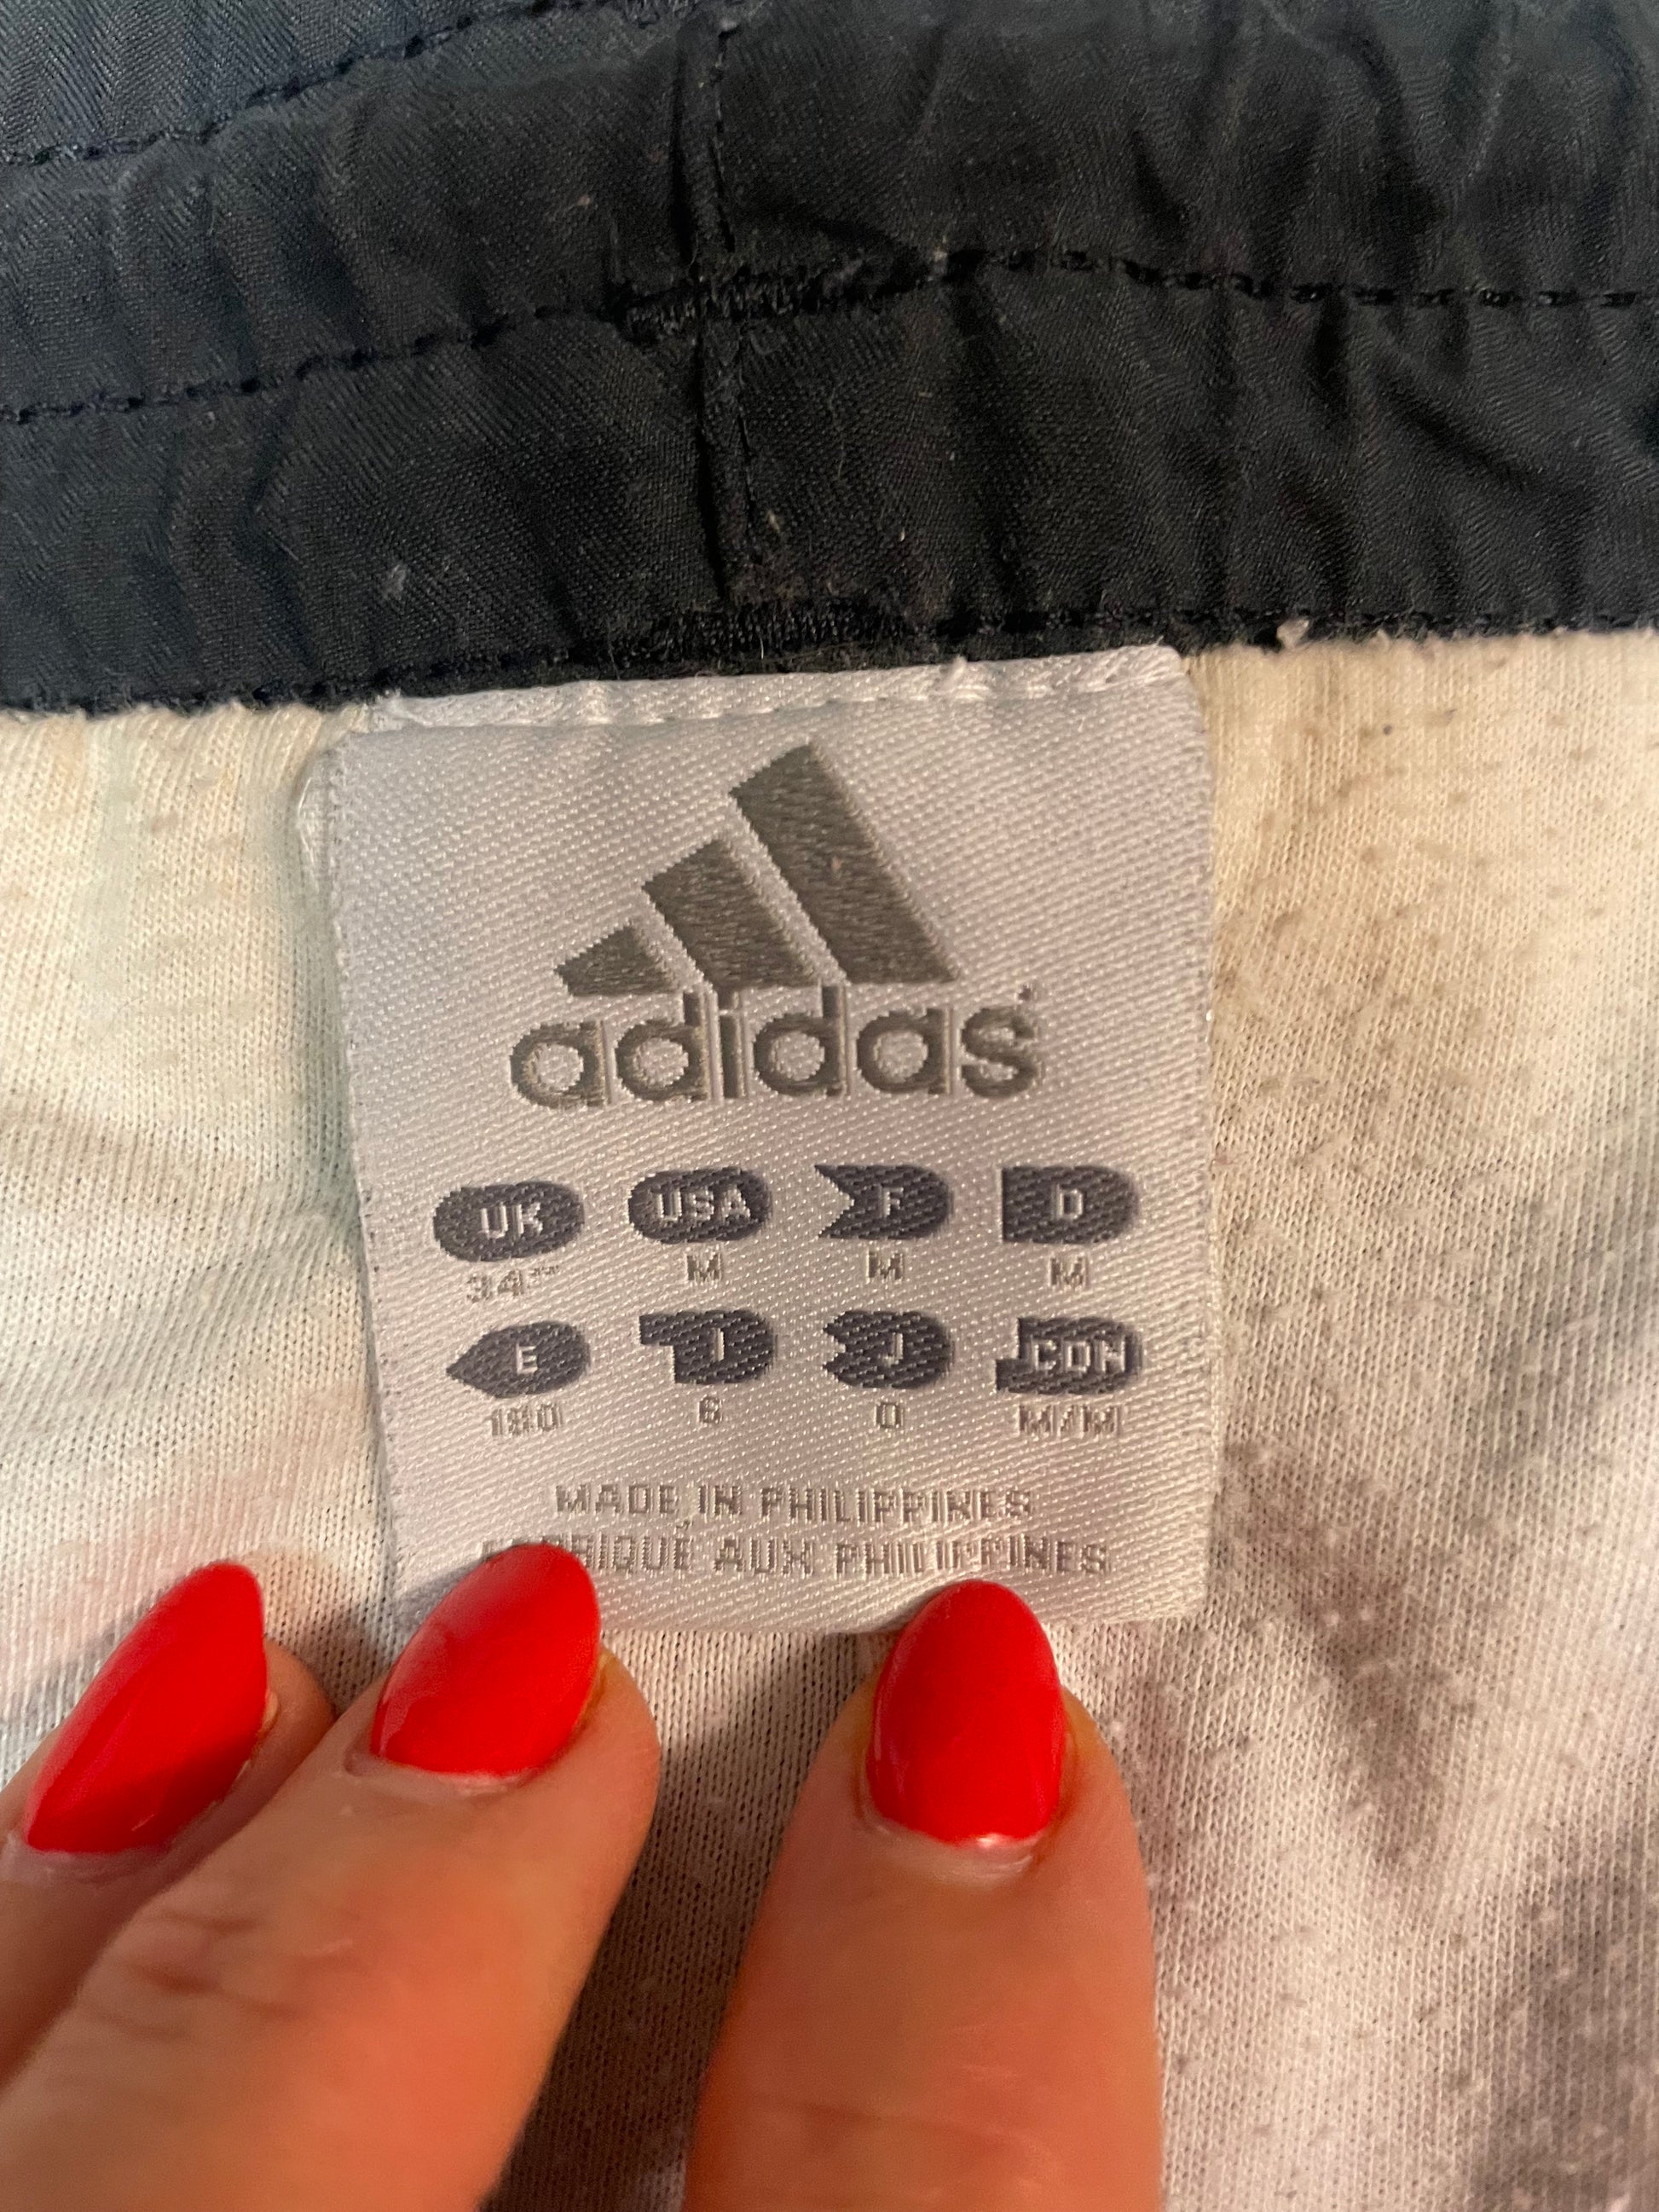 adidas
UK USA F D
34" M M M
E I J CDN
180 6 O M/M
MADE IN PHILIPPINES
FABRIQUÉ AUX PHILIPPINES